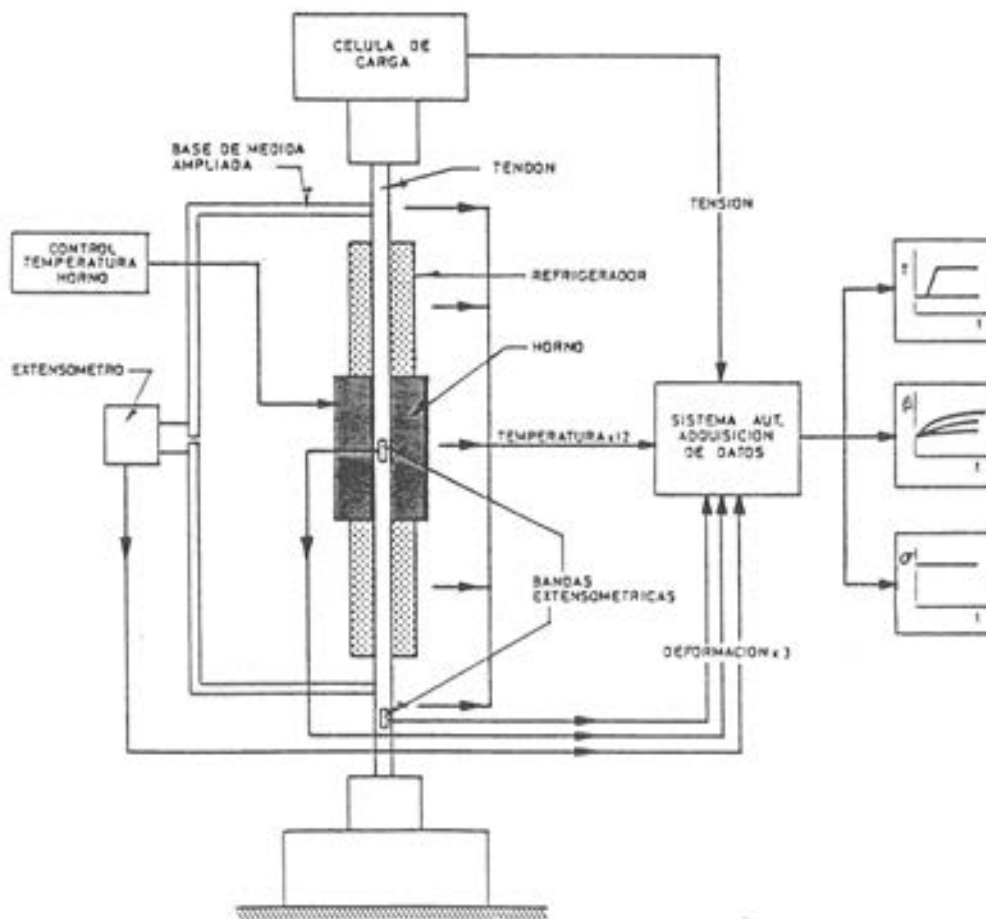 CELULA DE
CARGA
BASE DE MEDIDA
AMPLIADA
TENDON
TENSION
CONTROL
TEMPERATURA
HORNO
REFRIGERADOR
T
t
EXTENSOMETRO
HORNO
SISTEMA AUT.
ADQUISICION
DE DATOS
TEMPERATURA x12
t
BANDAS
EXTENSOMETRICAS
σ
t
DEFORMACION x 3